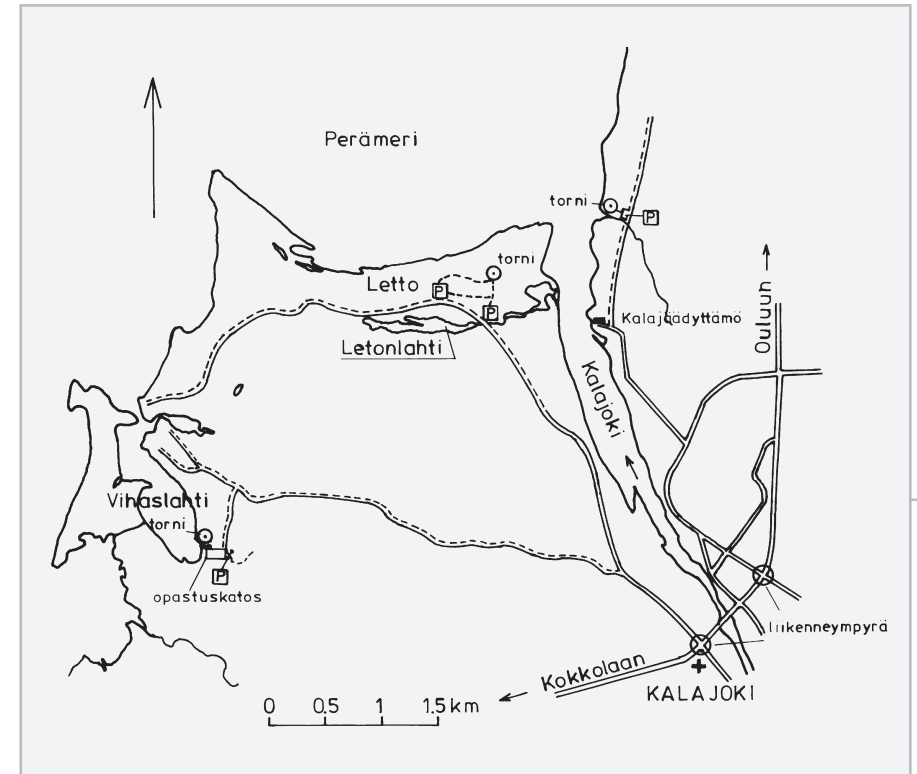 Perämeri
torni
P
torni
Letto
P
P
Kalajäädyttämö
Letonlahti
Ouluun
Kalajoki
Vihaslahti
torni
P
opastuskatos
liikenneympyrä
Kokkolaan
KALAJOKI
0 0,5 1 1,5 km